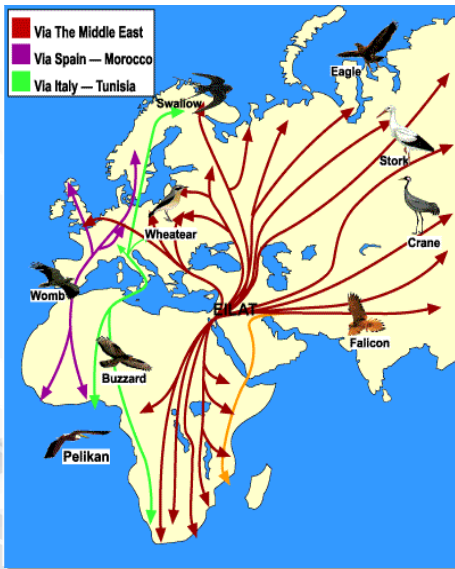 Via The Middle East
Via Spain — Morocco
Via Italy — Tunisia
Eagle
Swallow
Stork
Wheatear
Crane
Womb
EILAT
Falicon
Buzzard
Pelikan